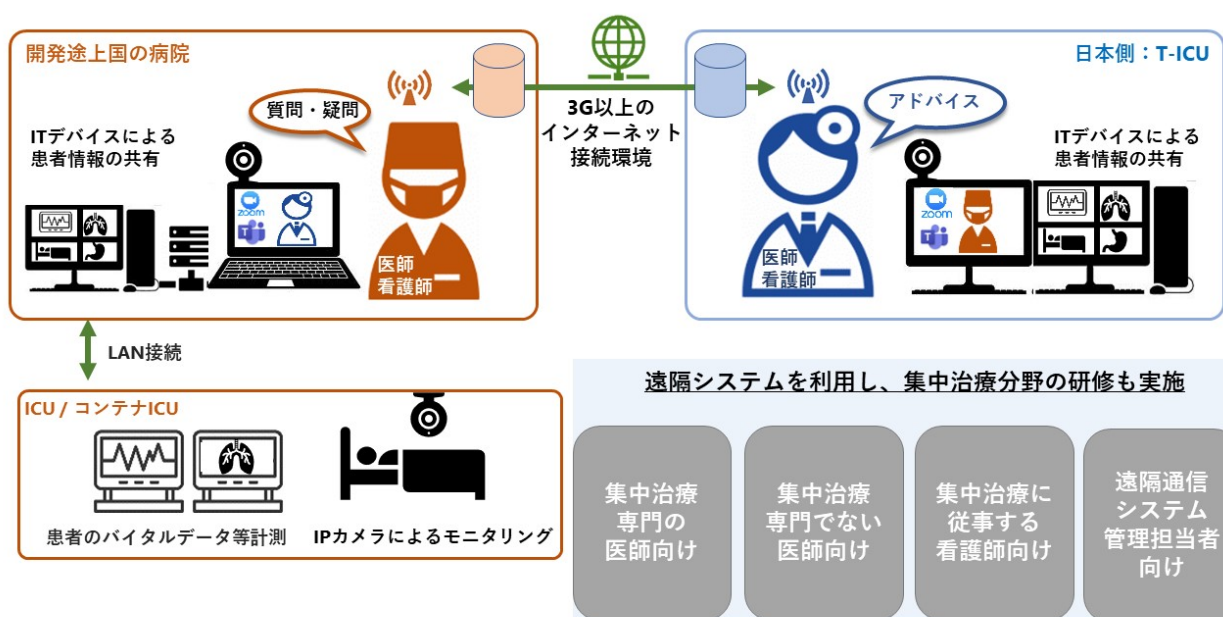 開発途上国の病院
質問・疑問
ITデバイスによる
患者情報の共有
zoom
T
医師
看護師
3G以上の
インターネット
接続環境
日本側：T-ICU
アドバイス
ITデバイスによる
患者情報の共有
医師
看護師
zoom
T
LAN接続
ICU / コンテナICU
患者のバイタルデータ等計測
IPカメラによるモニタリング
遠隔システムを利用し、集中治療分野の研修も実施
集中治療
専門の
医師向け
集中治療
専門でない
医師向け
集中治療に
従事する
看護師向け
遠隔通信
システム
管理担当者
向け